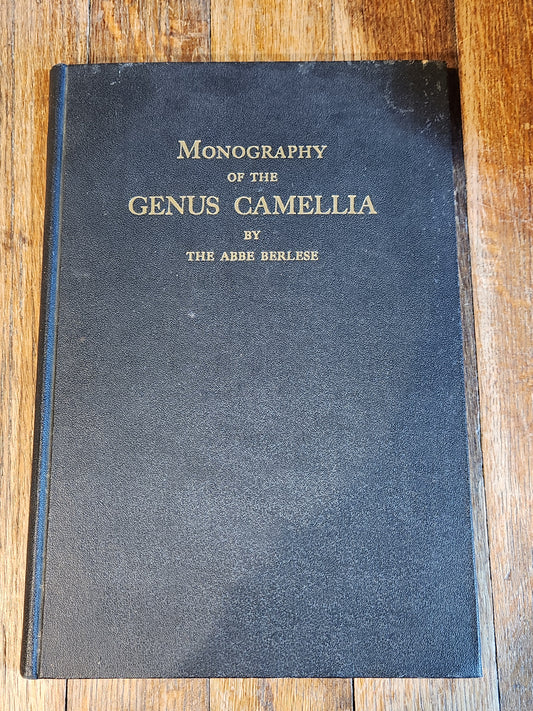 MONOGRAPHY
OF THE
GENUS CAMELLIA
BY
THE ABBE BERLESE